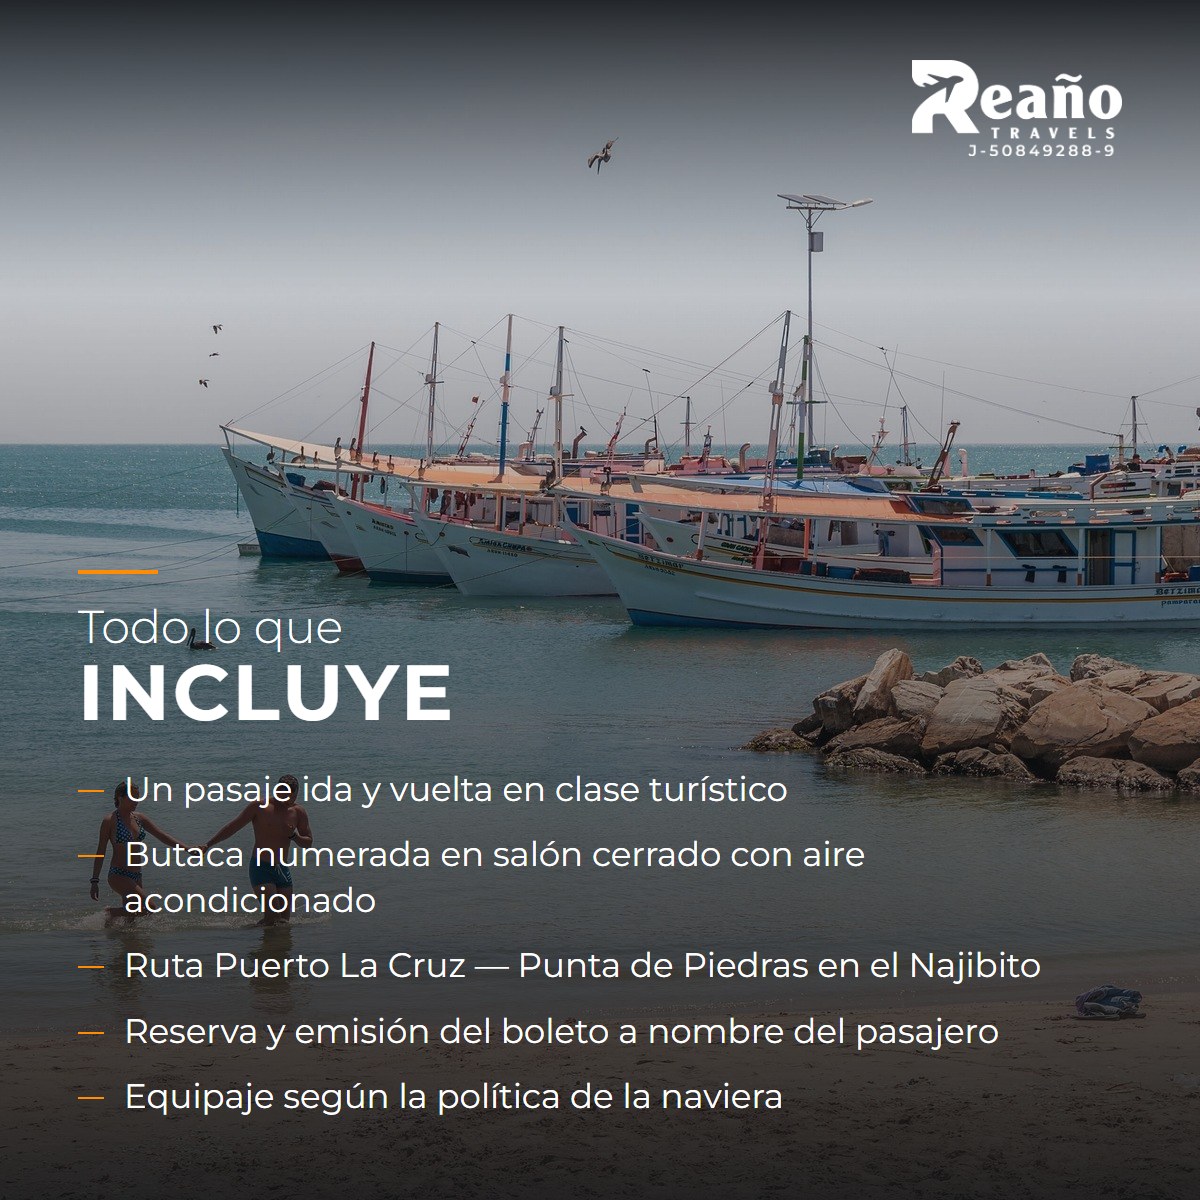 Reaño
TRAVELS
J-50849288-9
Todo lo que
INCLUYE
— Un pasaje ida y vuelta en clase turístico
— Butaca numerada en salón cerrado con aire
acondicionado
— Ruta Puerto La Cruz — Punta de Piedras en el Najibito
— Reserva y emisión del boleto a nombre del pasajero
— Equipaje según la política de la naviera